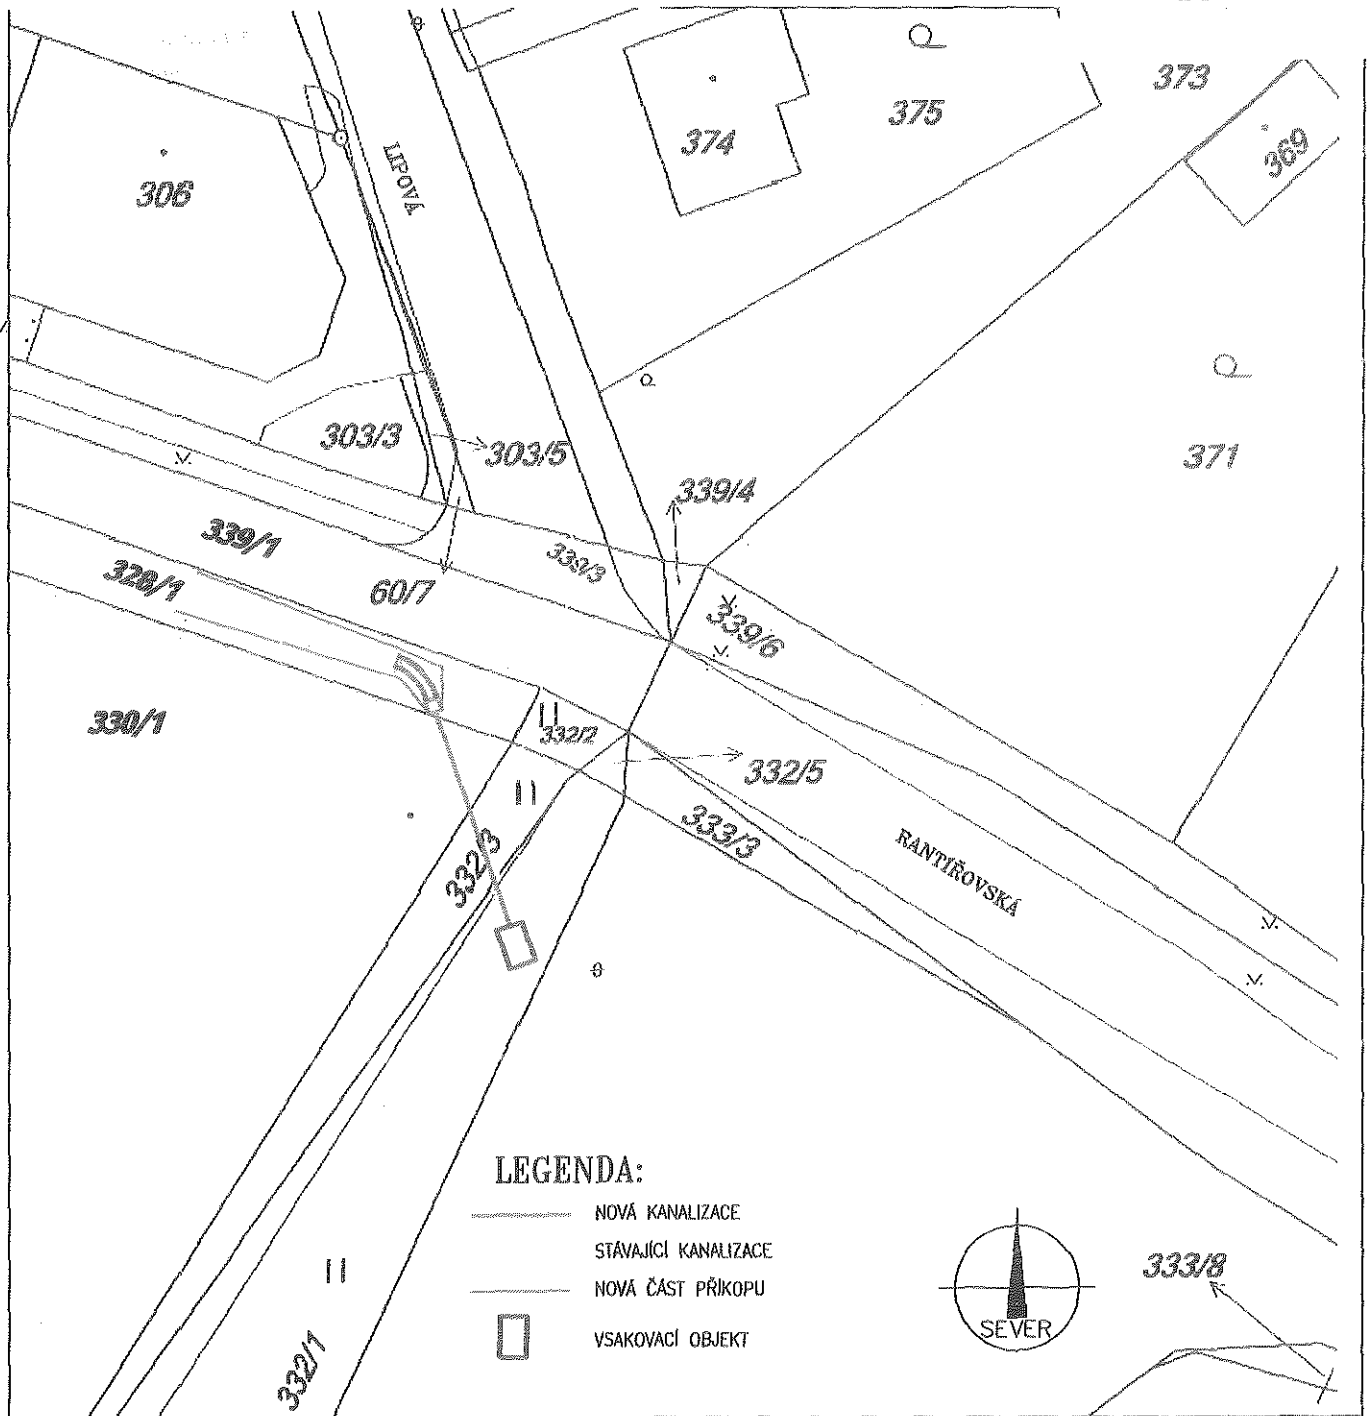 373
375
374
369
LIPOVÁ
306
303/3
303/5
371
339/4
339/1
339/3
328/1
60/7
339/6
330/1
332/2
332/5
333/3
332/3
RANTIŘOVSKÁ
LEGENDA:
NOVÁ KANALIZACE
STÁVAJÍCÍ KANALIZACE
NOVÁ ČÁST PŘÍKOPU
VSAKOVACÍ OBJEKT
SEVER
333/8
332/1